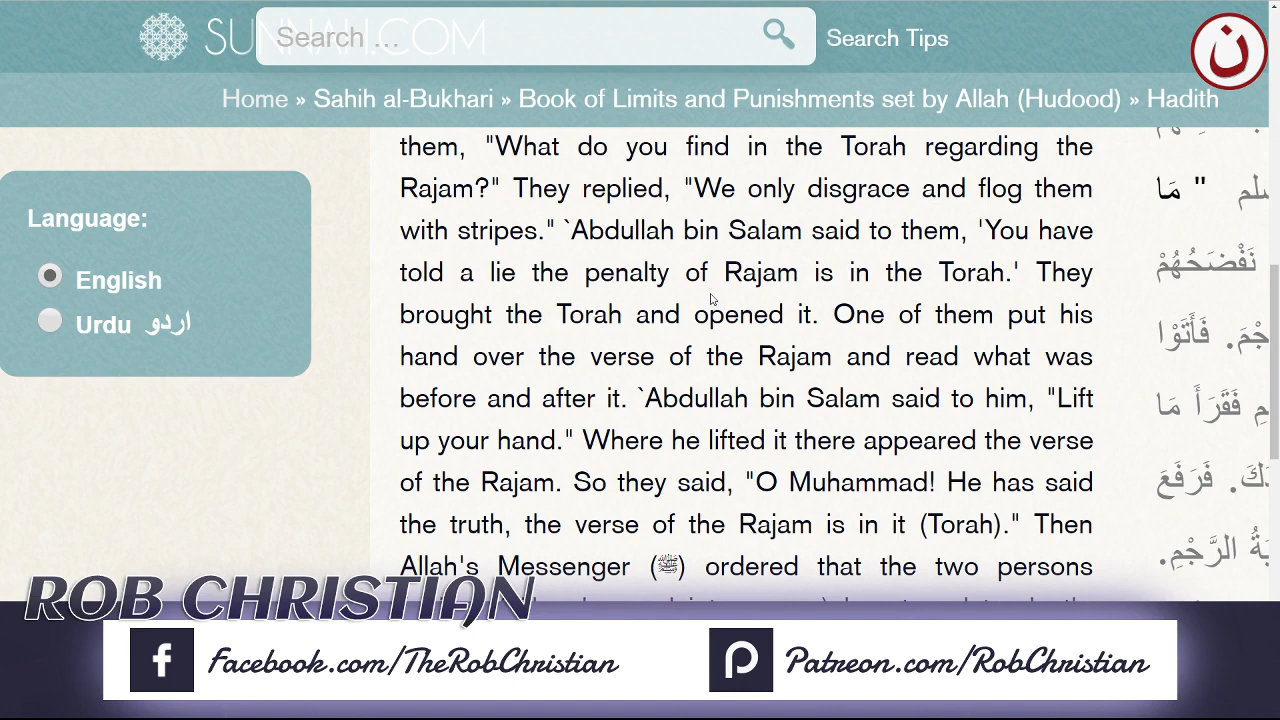 SUNNAH.COM
Search ...
Search Tips
ن
Home » Sahih al-Bukhari » Book of Limits and Punishments set by Allah (Hudood) » Hadith
them, "What do you find in the Torah regarding the
Rajam?" They replied, "We only disgrace and flog them
with stripes." `Abdullah bin Salam said to them, 'You have
told a lie the penalty of Rajam is in the Torah.' They
brought the Torah and opened it. One of them put his
hand over the verse of the Rajam and read what was
before and after it. `Abdullah bin Salam said to him, "Lift
up your hand." Where he lifted it there appeared the verse
of the Rajam. So they said, "O Muhammad! He has said
the truth, the verse of the Rajam is in it (Torah)." Then
Allah's Messenger (ﷺ) ordered that the two persons
Language:
English
Urdu اردو
" مَا
نَفْضَحُهُمْ
فَأَتَوْا
فَقَرَأَ مَا
فَرَفَعَ
الرَّجْمِ.
ROB CHRISTIAN
Facebook.com/TheRobChristian
Patreon.com/RobChristian